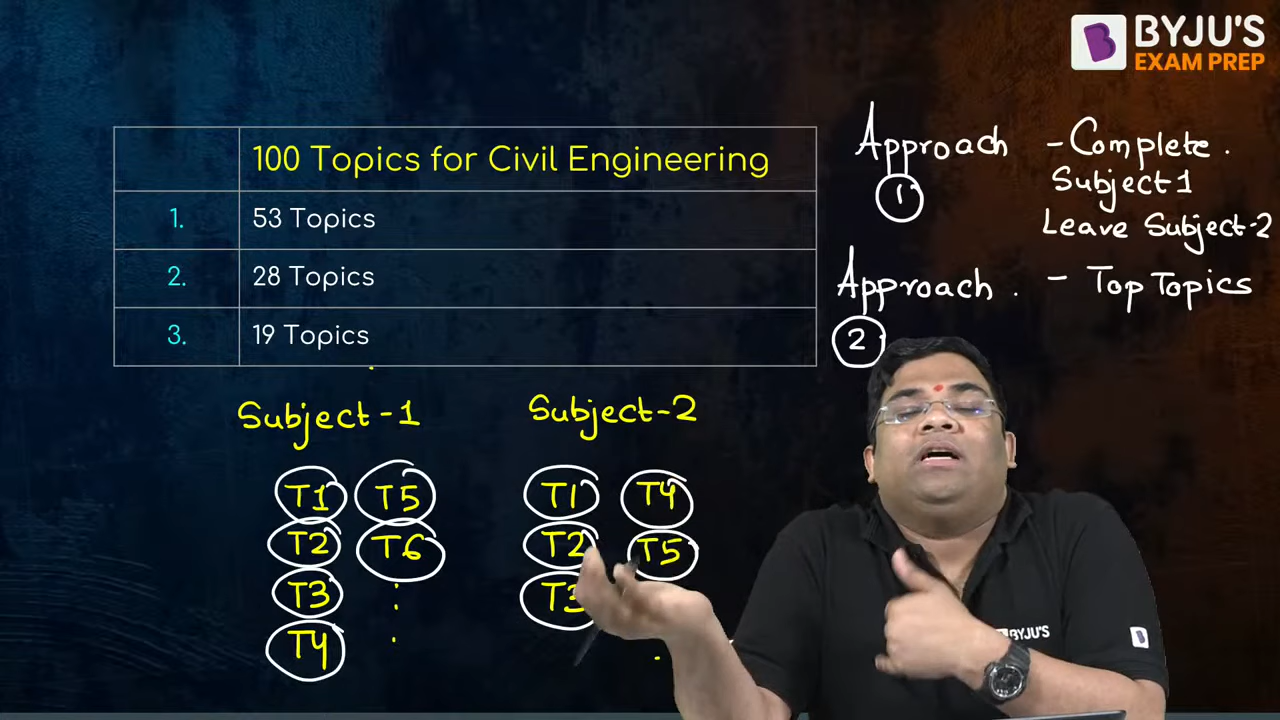 BYJU'S
EXAM PREP
100 Topics for Civil Engineering
1. 53 Topics
2. 28 Topics
3. 19 Topics
Approach - Complete.
1 Subject 1
Leave Subject-2
Approach. - Top Topics
2
Subject-1 Subject-2
T1 T5 T1 T4
T2 T6 T2 T5
T3 : T3
T4 .
BYJU'S